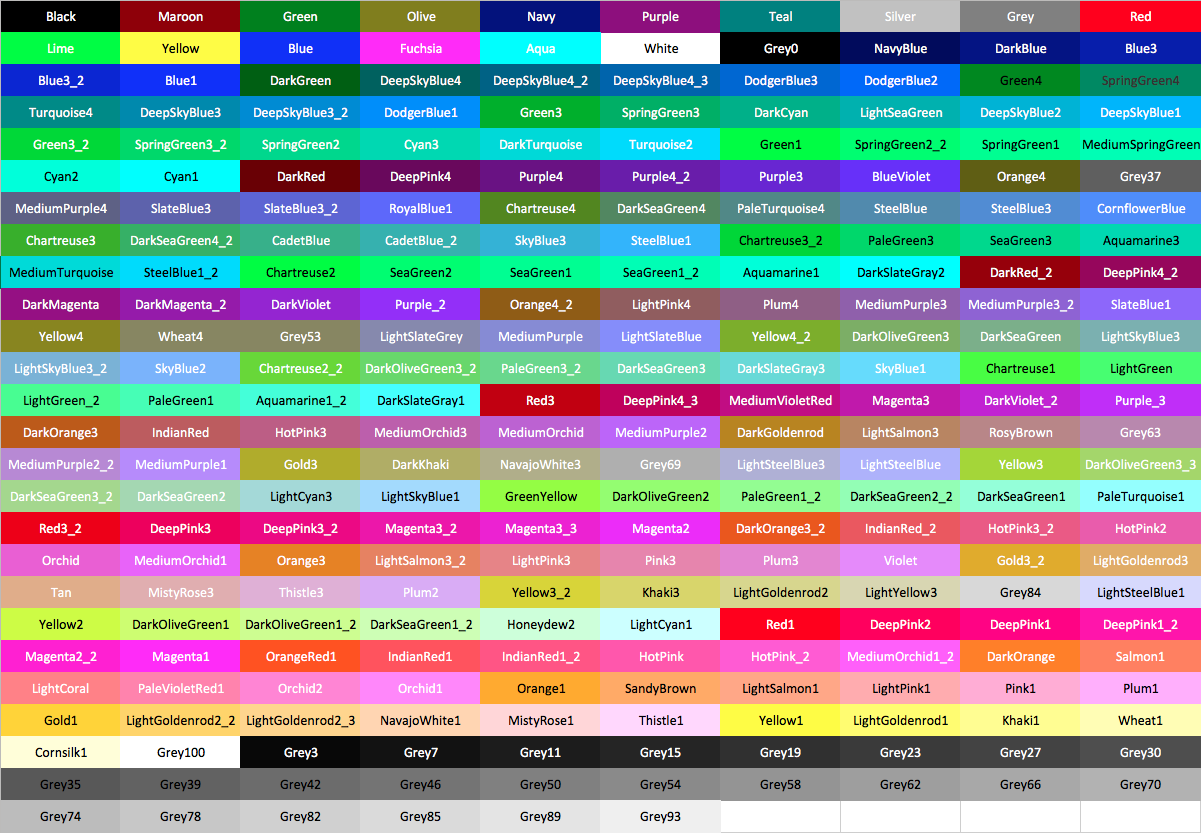 Black Maroon Green Olive Navy Purple Teal Silver Grey Red
Lime Yellow Blue Fuchsia Aqua White Grey0 NavyBlue DarkBlue Blue3
Blue3_2 Blue1 DarkGreen DeepSkyBlue4 DeepSkyBlue4_2 DeepSkyBlue4_3 DodgerBlue3 DodgerBlue2 Green4 SpringGreen4
Turquoise4 DeepSkyBlue3 DeepSkyBlue3_2 DodgerBlue1 Green3 SpringGreen3 DarkCyan LightSeaGreen DeepSkyBlue2 DeepSkyBlue1
Green3_2 SpringGreen3_2 SpringGreen2 Cyan3 DarkTurquoise Turquoise2 Green1 SpringGreen2_2 SpringGreen1 MediumSpringGreen
Cyan2 Cyan1 DarkRed DeepPink4 Purple4 Purple4_2 Purple3 BlueViolet Orange4 Grey37
MediumPurple4 SlateBlue3 SlateBlue3_2 RoyalBlue1 Chartreuse4 DarkSeaGreen4 PaleTurquoise4 SteelBlue SteelBlue3 CornflowerBlue
Chartreuse3 DarkSeaGreen4_2 CadetBlue CadetBlue_2 SkyBlue3 SteelBlue1 Chartreuse3_2 PaleGreen3 SeaGreen3 Aquamarine3
MediumTurquoise SteelBlue1_2 Chartreuse2 SeaGreen2 SeaGreen1 SeaGreen1_2 Aquamarine1 DarkSlateGray2 DarkRed_2 DeepPink4_2
DarkMagenta DarkMagenta_2 DarkViolet Purple_2 Orange4_2 LightPink4 Plum4 MediumPurple3 MediumPurple3_2 SlateBlue1
Yellow4 Wheat4 Grey53 LightSlateGrey MediumPurple LightSlateBlue Yellow4_2 DarkOliveGreen3 DarkSeaGreen LightSkyBlue3
LightSkyBlue3_2 SkyBlue2 Chartreuse2_2 DarkOliveGreen3_2 PaleGreen3_2 DarkSeaGreen3 DarkSlateGray3 SkyBlue1 Chartreuse1 LightGreen
LightGreen_2 PaleGreen1 Aquamarine1_2 DarkSlateGray1 Red3 DeepPink4_3 MediumVioletRed Magenta3 DarkViolet_2 Purple_3
DarkOrange3 IndianRed HotPink3 MediumOrchid3 MediumOrchid MediumPurple2 DarkGoldenrod LightSalmon3 RosyBrown Grey63
MediumPurple2_2 MediumPurple1 Gold3 DarkKhaki NavajoWhite3 Grey69 LightSteelBlue3 LightSteelBlue Yellow3 DarkOliveGreen3_3
DarkSeaGreen3_2 DarkSeaGreen2 LightCyan3 LightSkyBlue1 GreenYellow DarkOliveGreen2 PaleGreen1_2 DarkSeaGreen2_2 DarkSeaGreen1 PaleTurquoise1
Red3_2 DeepPink3 DeepPink3_2 Magenta3_2 Magenta3_3 Magenta2 DarkOrange3_2 IndianRed_2 HotPink3_2 HotPink2
Orchid MediumOrchid1 Orange3 LightSalmon3_2 LightPink3 Pink3 Plum3 Violet Gold3_2 LightGoldenrod3
Tan MistyRose3 Thistle3 Plum2 Yellow3_2 Khaki3 LightGoldenrod2 LightYellow3 Grey84 LightSteelBlue1
Yellow2 DarkOliveGreen1 DarkOliveGreen1_2 DarkSeaGreen1_2 Honeydew2 LightCyan1 Red1 DeepPink2 DeepPink1 DeepPink1_2
Magenta2_2 Magenta1 OrangeRed1 IndianRed1 IndianRed1_2 HotPink HotPink_2 MediumOrchid1_2 DarkOrange Salmon1
LightCoral PaleVioletRed1 Orchid2 Orchid1 Orange1 SandyBrown LightSalmon1 LightPink1 Pink1 Plum1
Gold1 LightGoldenrod2_2 LightGoldenrod2_3 NavajoWhite1 MistyRose1 Thistle1 Yellow1 LightGoldenrod1 Khaki1 Wheat1
Cornsilk1 Grey100 Grey3 Grey7 Grey11 Grey15 Grey19 Grey23 Grey27 Grey30
Grey35 Grey39 Grey42 Grey46 Grey50 Grey54 Grey58 Grey62 Grey66 Grey70
Grey74 Grey78 Grey82 Grey85 Grey89 Grey93